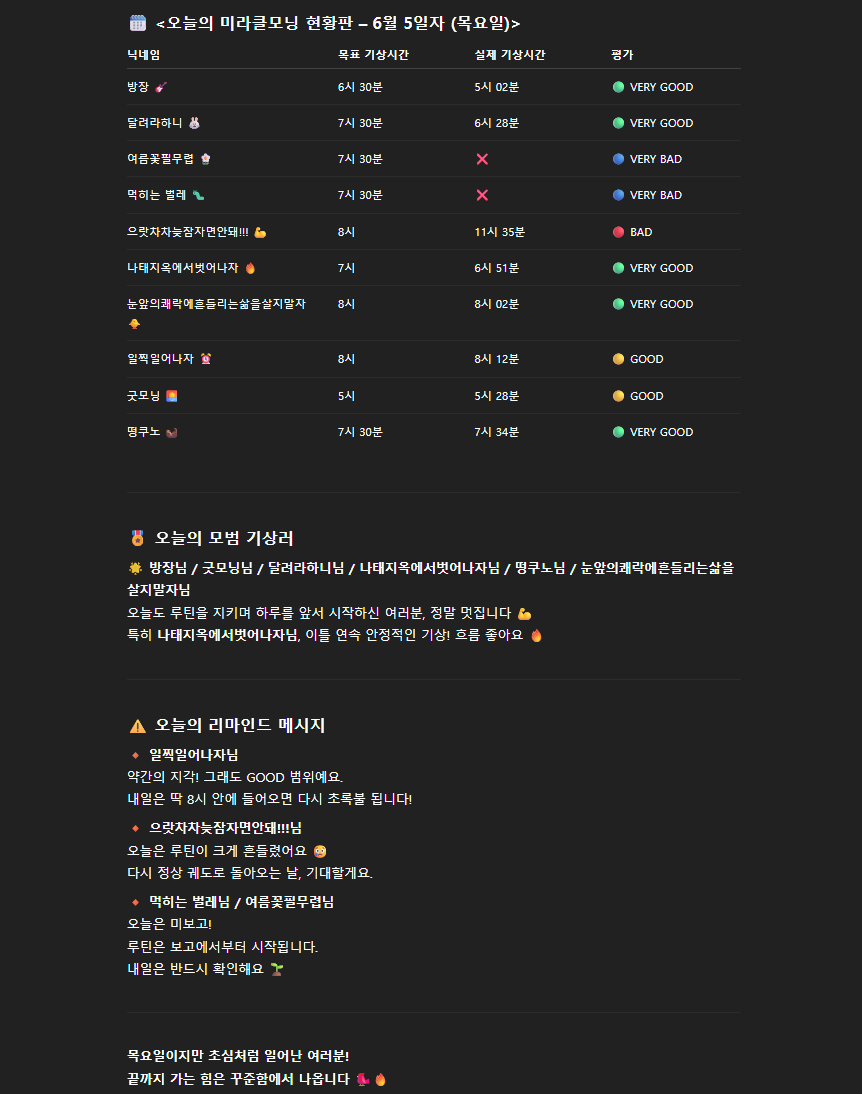 <오늘의 미라클모닝 현황판 – 6월 5일자 (목요일)>
닉네임 목표 기상시간 실제 기상시간 평가
방장 🎸 6시 30분 5시 02분 🟢 VERY GOOD
달려라하니 🐰 7시 30분 6시 28분 🟢 VERY GOOD
여름꽃필무렵 🌼 7시 30분 ❌ 🔵 VERY BAD
먹히는 벌레 🐛 7시 30분 ❌ 🔵 VERY BAD
으랏차차늦잠자면안돼!!! 💪 8시 11시 35분 🔴 BAD
나태지옥에서벗어나자 🔥 7시 6시 51분 🟢 VERY GOOD
눈앞의쾌락에흔들리는삶을살지말자 🐥 8시 8시 02분 🟢 VERY GOOD
일찍일어나자 ⏰ 8시 8시 12분 🟡 GOOD
굿모닝 🌅 5시 5시 28분 🟡 GOOD
떵쿠노 🦦 7시 30분 7시 34분 🟢 VERY GOOD
🏅 오늘의 모범 기상러
🌟 방장님 / 굿모닝님 / 달려라하니님 / 나태지옥에서벗어나자님 / 떵쿠노님 / 눈앞의쾌락에흔들리는삶을
살지말자님
오늘도 루틴을 지키며 하루를 앞서 시작하신 여러분, 정말 멋집니다 💪
특히 나태지옥에서벗어나자님, 이틀 연속 안정적인 기상! 흐름 좋아요 🔥
⚠️ 오늘의 리마인드 메시지
🔸 일찍일어나자님
약간의 지각! 그래도 GOOD 범위예요.
내일은 딱 8시 안에 들어오면 다시 초록불 됩니다!
🔸 으랏차차늦잠자면안돼!!!님
오늘은 루틴이 크게 흔들렸어요 😳
다시 정상 궤도로 돌아오는 날, 기대할게요.
🔸 먹히는 벌레님 / 여름꽃필무렵님
오늘은 미보고!
루틴은 보고에서부터 시작됩니다.
내일은 반드시 확인해요 🌱
목요일이지만 초심처럼 일어난 여러분!
끝까지 가는 힘은 꾸준함에서 나옵니다 🦖🔥